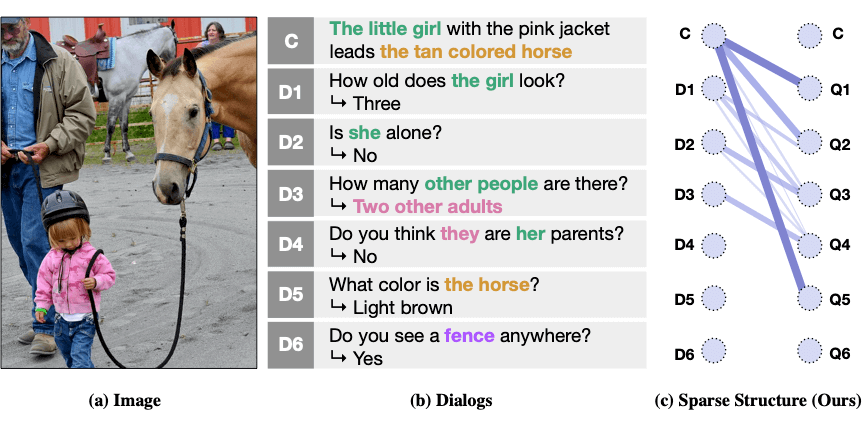 C
The little girl with the pink jacket
leads the tan colored horse
D1
How old does the girl look?
↳ Three
D2
Is she alone?
↳ No
D3
How many other people are there?
↳ Two other adults
D4
Do you think they are her parents?
↳ No
D5
What color is the horse?
↳ Light brown
D6
Do you see a fence anywhere?
↳ Yes
C C
D1 Q1
D2 Q2
D3 Q3
D4 Q4
D5 Q5
D6 Q6
(a) Image
(b) Dialogs
(c) Sparse Structure (Ours)